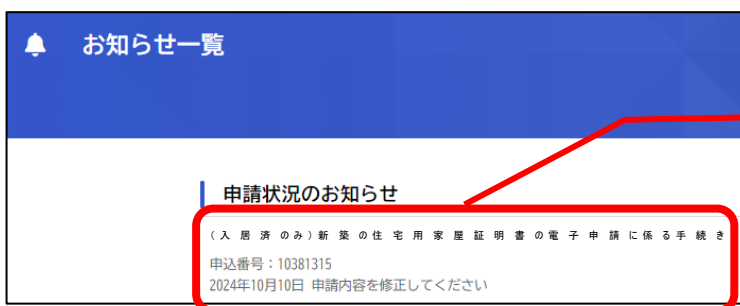 お知らせ一覧
申請状況のお知らせ
(入居済のみ)新築の住宅用家屋証明書の電子申請に係る手続き
申込番号：10381315
2024年10月10日 申請内容を修正してください